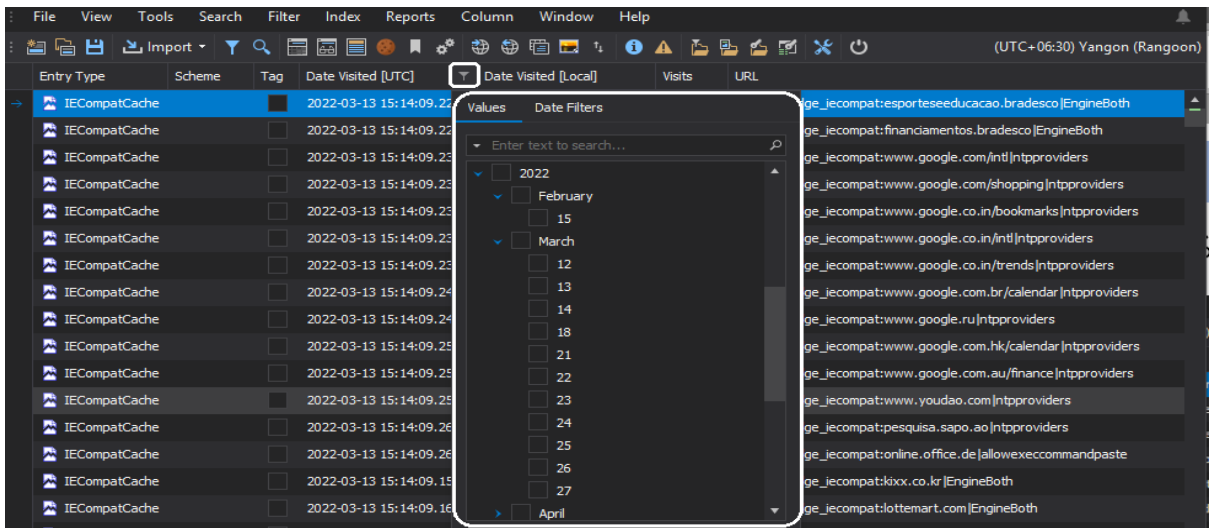 File View Tools Search Filter Index Reports Column Window Help
Import (UTC+06:30) Yangon (Rangoon)
Entry Type Scheme Tag Date Visited [UTC] Date Visited [Local] Visits URL
IECompatCache 2022-03-13 15:14:09.22 ge_iecompat:esporteseeducacao.bradesco|EngineBoth
Values Date Filters
IECompatCache 2022-03-13 15:14:09.22 ge_iecompat:financiamentos.bradesco|EngineBoth
Enter text to search...
IECompatCache 2022-03-13 15:14:09.23 ge_iecompat:www.google.com/intl|ntpproviders
2022
IECompatCache 2022-03-13 15:14:09.23 ge_iecompat:www.google.com/shopping|ntpproviders
February
IECompatCache 2022-03-13 15:14:09.23 15 ge_iecompat:www.google.co.in/bookmarks|ntpproviders
IECompatCache 2022-03-13 15:14:09.23 March ge_iecompat:www.google.co.in/intl|ntpproviders
IECompatCache 2022-03-13 15:14:09.23 12 ge_iecompat:www.google.co.in/trends|ntpproviders
13
IECompatCache 2022-03-13 15:14:09.24 ge_iecompat:www.google.com.br/calendar|ntpproviders
14
IECompatCache 2022-03-13 15:14:09.24 ge_iecompat:www.google.ru|ntpproviders
18
IECompatCache 2022-03-13 15:14:09.25 ge_iecompat:www.google.com.hk/calendar|ntpproviders
21
IECompatCache 2022-03-13 15:14:09.25 22 ge_iecompat:www.google.com.au/finance|ntpproviders
IECompatCache 2022-03-13 15:14:09.25 23 ge_iecompat:www.youdao.com|ntpproviders
IECompatCache 2022-03-13 15:14:09.26 24 ge_iecompat:pesquisa.sapo.ao|ntpproviders
25
IECompatCache 2022-03-13 15:14:09.26 ge_iecompat:online.office.de|allowexeccommandpaste
26
IECompatCache 2022-03-13 15:14:09.15 ge_iecompat:kixx.co.kr|EngineBoth
27
IECompatCache 2022-03-13 15:14:09.16 April ge_iecompat:lottemart.com|EngineBoth